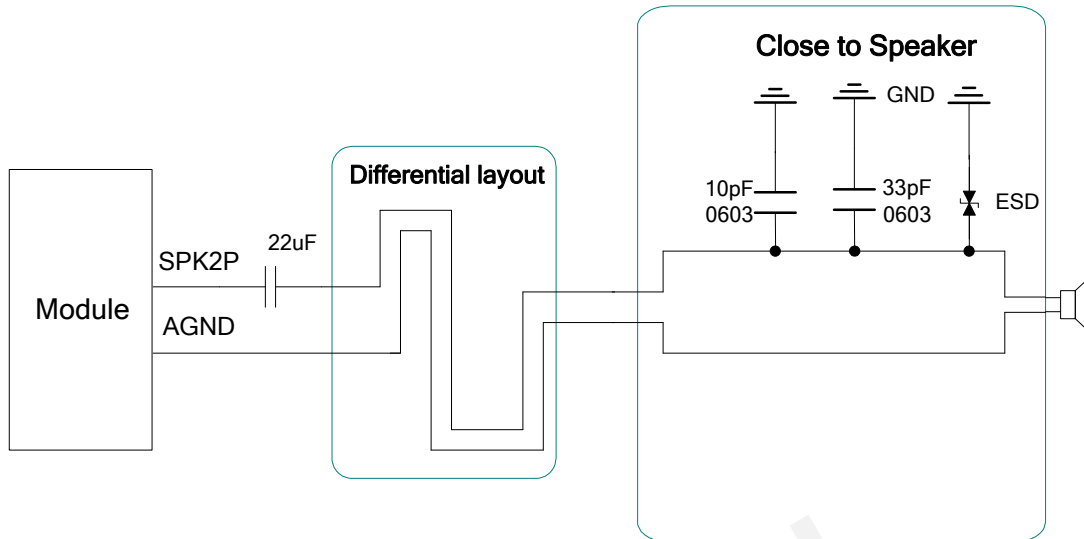 Close to Speaker
GND
Differential layout
10pF
0603
33pF
0603
ESD
22uF
SPK2P
Module
AGND